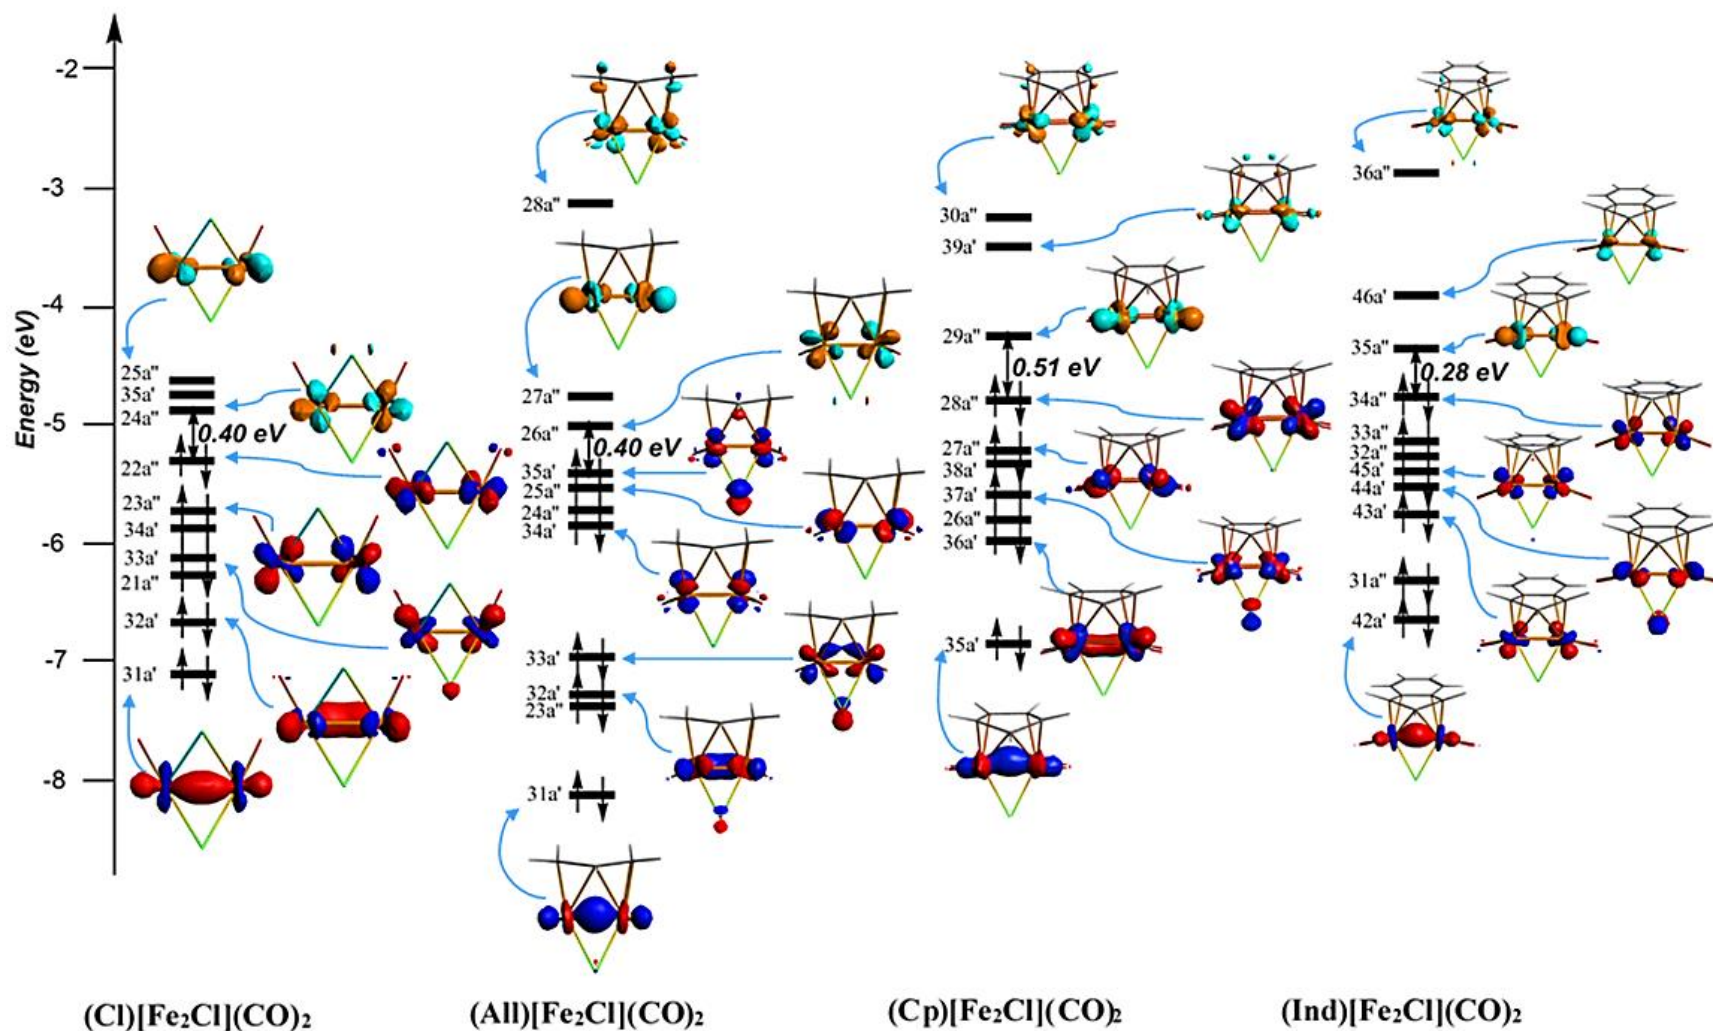 Energy (eV)
-2
-3
-4
-5
-6
-7
-8
25a"
35a'
24a"
0.40 eV
22a"
23a"
34a'
33a'
21a"
32a'
31a'
28a"
27a"
26a"
0.40 eV
35a'
25a"
24a"
34a'
33a'
32a'
23a"
31a'
30a"
39a'
29a"
0.51 eV
28a"
27a"
38a'
37a'
26a"
36a'
35a'
36a"
46a'
35a"
0.28 eV
34a"
33a"
32a"
45a'
44a'
43a'
31a"
42a'
(Cl)[Fe₂Cl](CO)₂
(All)[Fe₂Cl](CO)₂
(Cp)[Fe₂Cl](CO)₂
(Ind)[Fe₂Cl](CO)₂